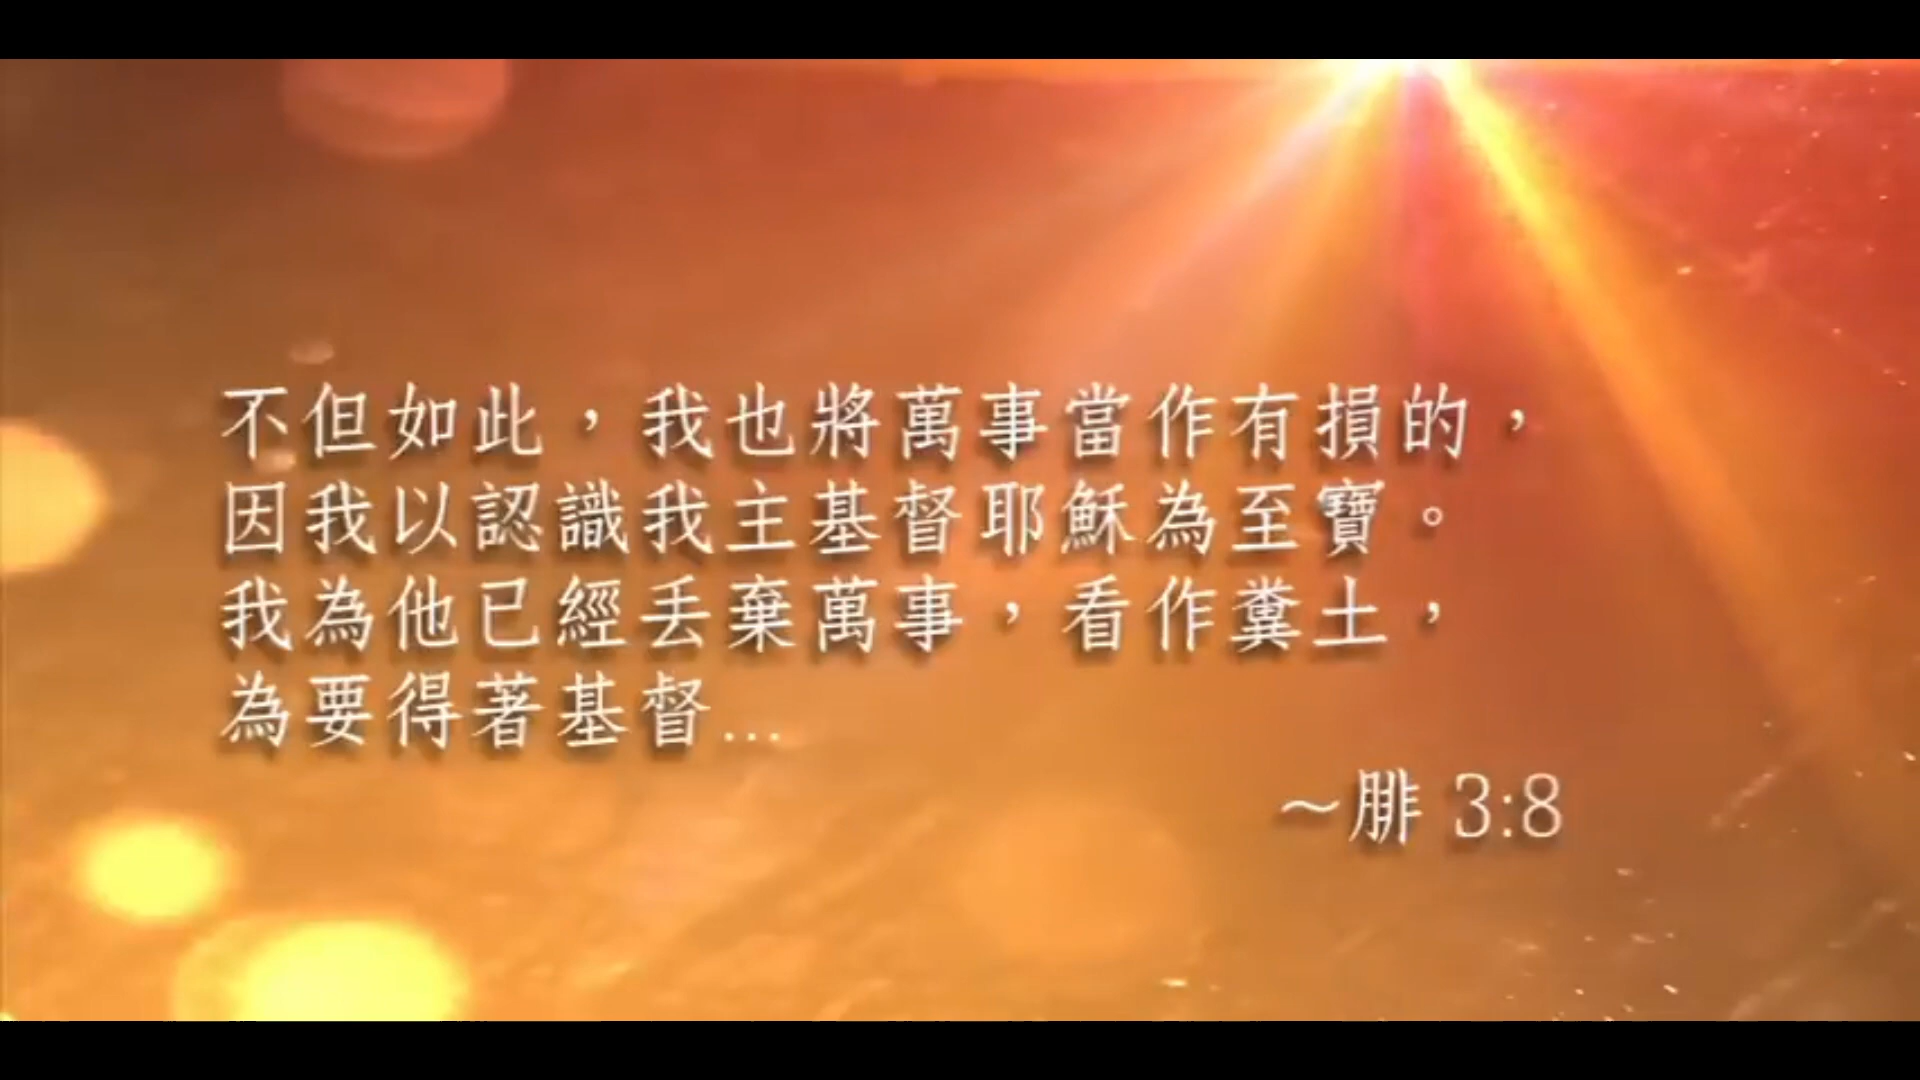 不但如此，我也將萬事當作有損的，
因我以認識我主基督耶穌為至寶。
我為他已經丟棄萬事，看作糞土，
為要得著基督...
～腓 3:8